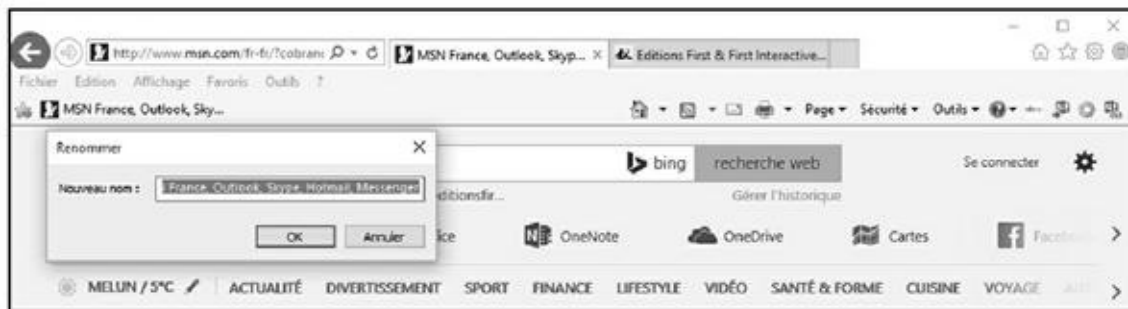 http://www.msn.com/fr-fr/?cobran MSN France, Outlook, Skyp... × Editions First & First Interactive...
Fichier Edition Affichage Favoris Outils ?
MSN France, Outlook, Sky... Page Sécurité Outils
Renommer
Nouveau nom : France, Outlook, Skype, Hotmail, Messenger
OK Annuler
bing recherche web Se connecter
editionsfir... Gérer l'historique
ice OneNote OneDrive Cartes Facebook
MELUN / 5°C ACTUALITÉ DIVERTISSEMENT SPORT FINANCE LIFESTYLE VIDÉO SANTÉ & FORME CUISINE VOYAGE